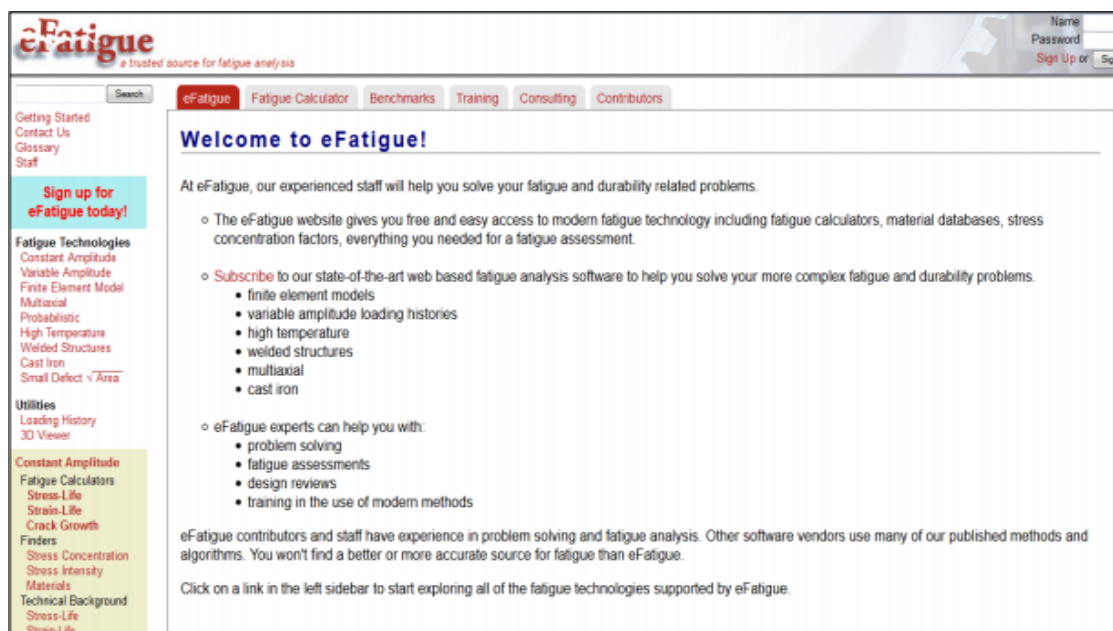 eFatigue
a trusted source for fatigue analysis
Name
Password
Sign Up or
Search
Getting Started
Contact Us
Glossary
Staff
Sign up for
eFatigue today!
Fatigue Technologies
Constant Amplitude
Variable Amplitude
Finite Element Model
Multiaxial
Probabilistic
High Temperature
Welded Structures
Cast Iron
Small Defect √Area
Utilities
Loading History
3D Viewer
Constant Amplitude
Fatigue Calculators
Stress-Life
Strain-Life
Crack Growth
Finders
Stress Concentration
Stress Intensity
Materials
Technical Background
Stress-Life
Strain-Life
eFatigue
Fatigue Calculator
Benchmarks
Training
Consulting
Contributors
Welcome to eFatigue!
At eFatigue, our experienced staff will help you solve your fatigue and durability related problems.
The eFatigue website gives you free and easy access to modern fatigue technology including fatigue calculators, material databases, stress
concentration factors, everything you needed for a fatigue assessment.
Subscribe to our state-of-the-art web based fatigue analysis software to help you solve your more complex fatigue and durability problems.
finite element models
variable amplitude loading histories
high temperature
welded structures
multiaxial
cast iron
eFatigue experts can help you with:
problem solving
fatigue assessments
design reviews
training in the use of modern methods
eFatigue contributors and staff have experience in problem solving and fatigue analysis. Other software vendors use many of our published methods and
algorithms. You won't find a better or more accurate source for fatigue than eFatigue.
Click on a link in the left sidebar to start exploring all of the fatigue technologies supported by eFatigue.